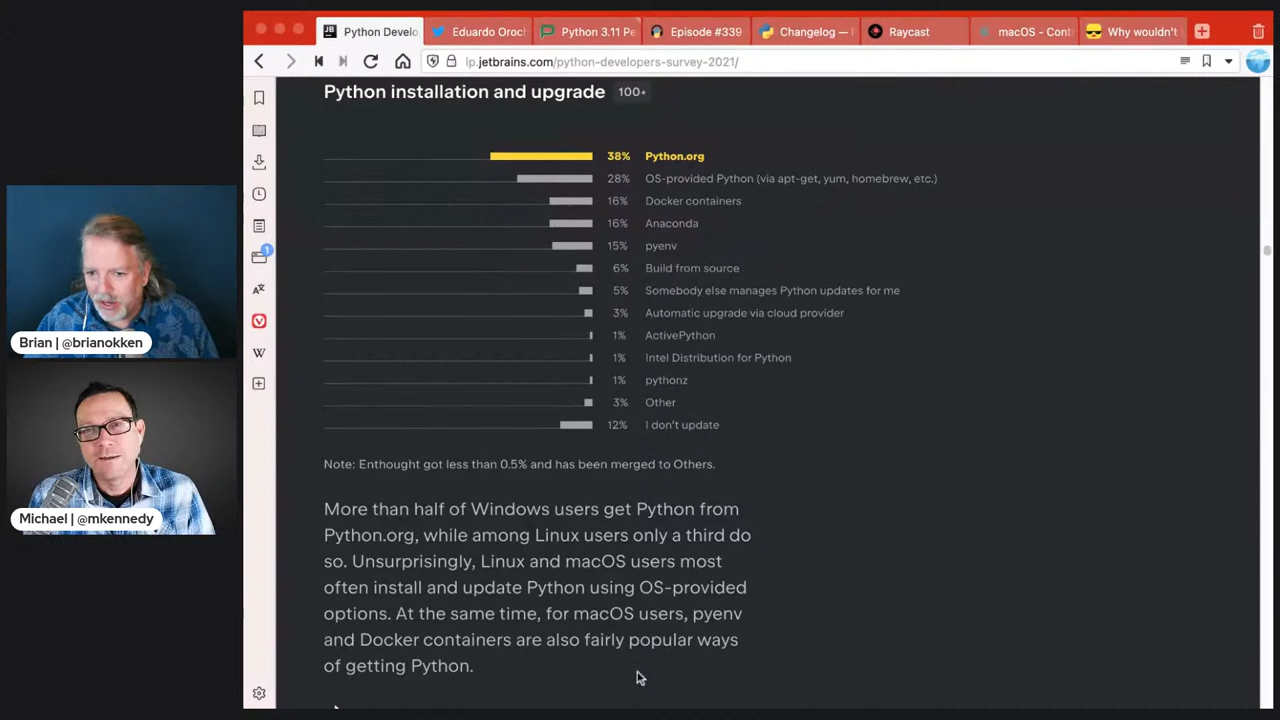 Python Develo
Eduardo Oroch
Python 3.11 Pe
Episode #339
Changelog —
Raycast
macOS - Cont
Why wouldn't
lp.jetbrains.com/python-developers-survey-2021/
Python installation and upgrade 100+
38% Python.org
28% OS-provided Python (via apt-get, yum, homebrew, etc.)
16% Docker containers
16% Anaconda
15% pyenv
6% Build from source
5% Somebody else manages Python updates for me
3% Automatic upgrade via cloud provider
1% ActivePython
1% Intel Distribution for Python
1% pythonz
3% Other
12% I don't update
Note: Enthought got less than 0.5% and has been merged to Others.
More than half of Windows users get Python from
Python.org, while among Linux users only a third do
so. Unsurprisingly, Linux and macOS users most
often install and update Python using OS-provided
options. At the same time, for macOS users, pyenv
and Docker containers are also fairly popular ways
of getting Python.
1
W
Brian | @brianokken
Michael | @mkennedy